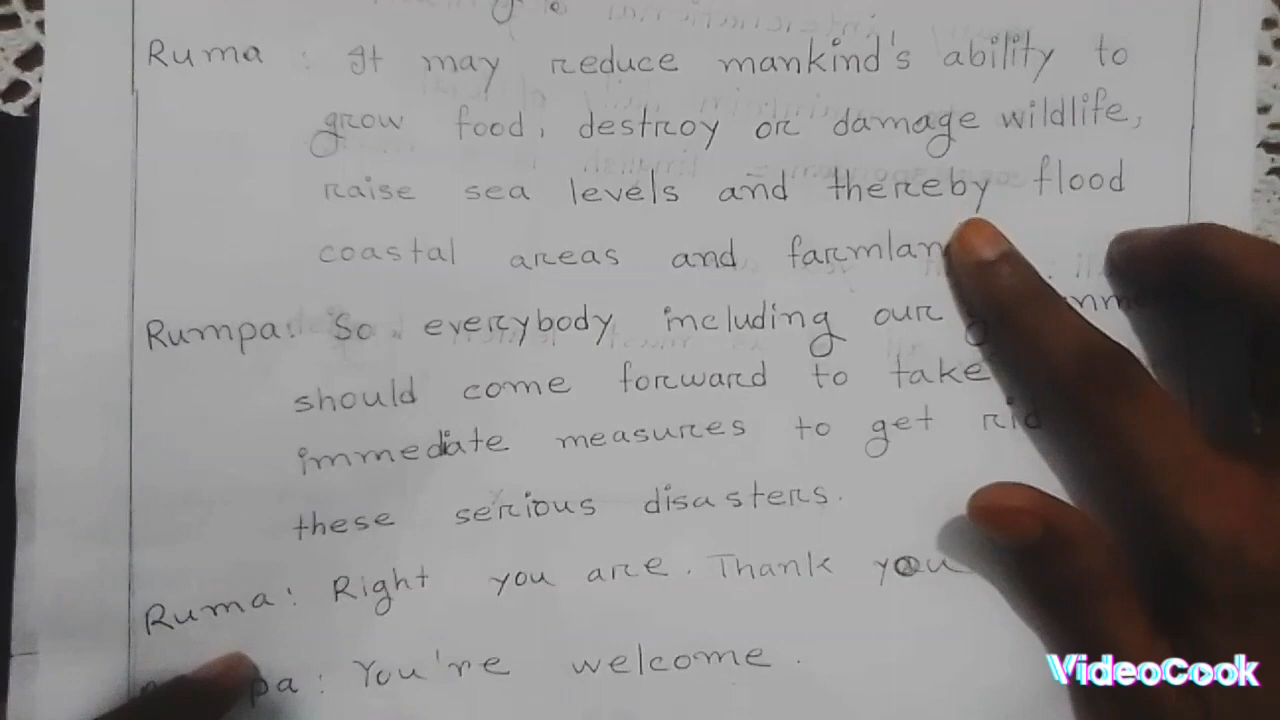 Ruma : It may reduce mankind's ability to
grow food, destroy or damage wildlife,
raise sea levels and thereby flood
coastal areas and
Rumpa: So everybody including our
should come forward to take
immediate measures to get
these serious disasters.
Ruma: Right you are. Thank you
: You're welcome.
VideoCook